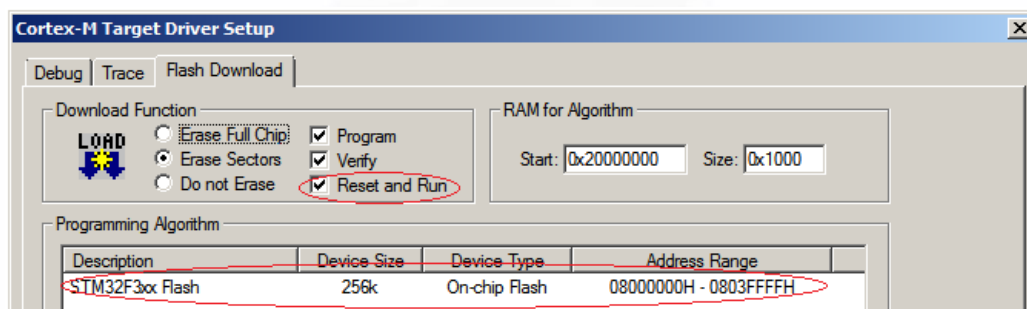 Cortex-M Target Driver Setup
Debug Trace Flash Download
Download Function
LOAD
Erase Full Chip
Erase Sectors
Do not Erase
Program
Verify
Reset and Run
RAM for Algorithm
Start: 0x20000000 Size: 0x1000
Programming Algorithm
Description Device Size Device Type Address Range
STM32F3xx Flash 256k On-chip Flash 08000000H - 0803FFFFH